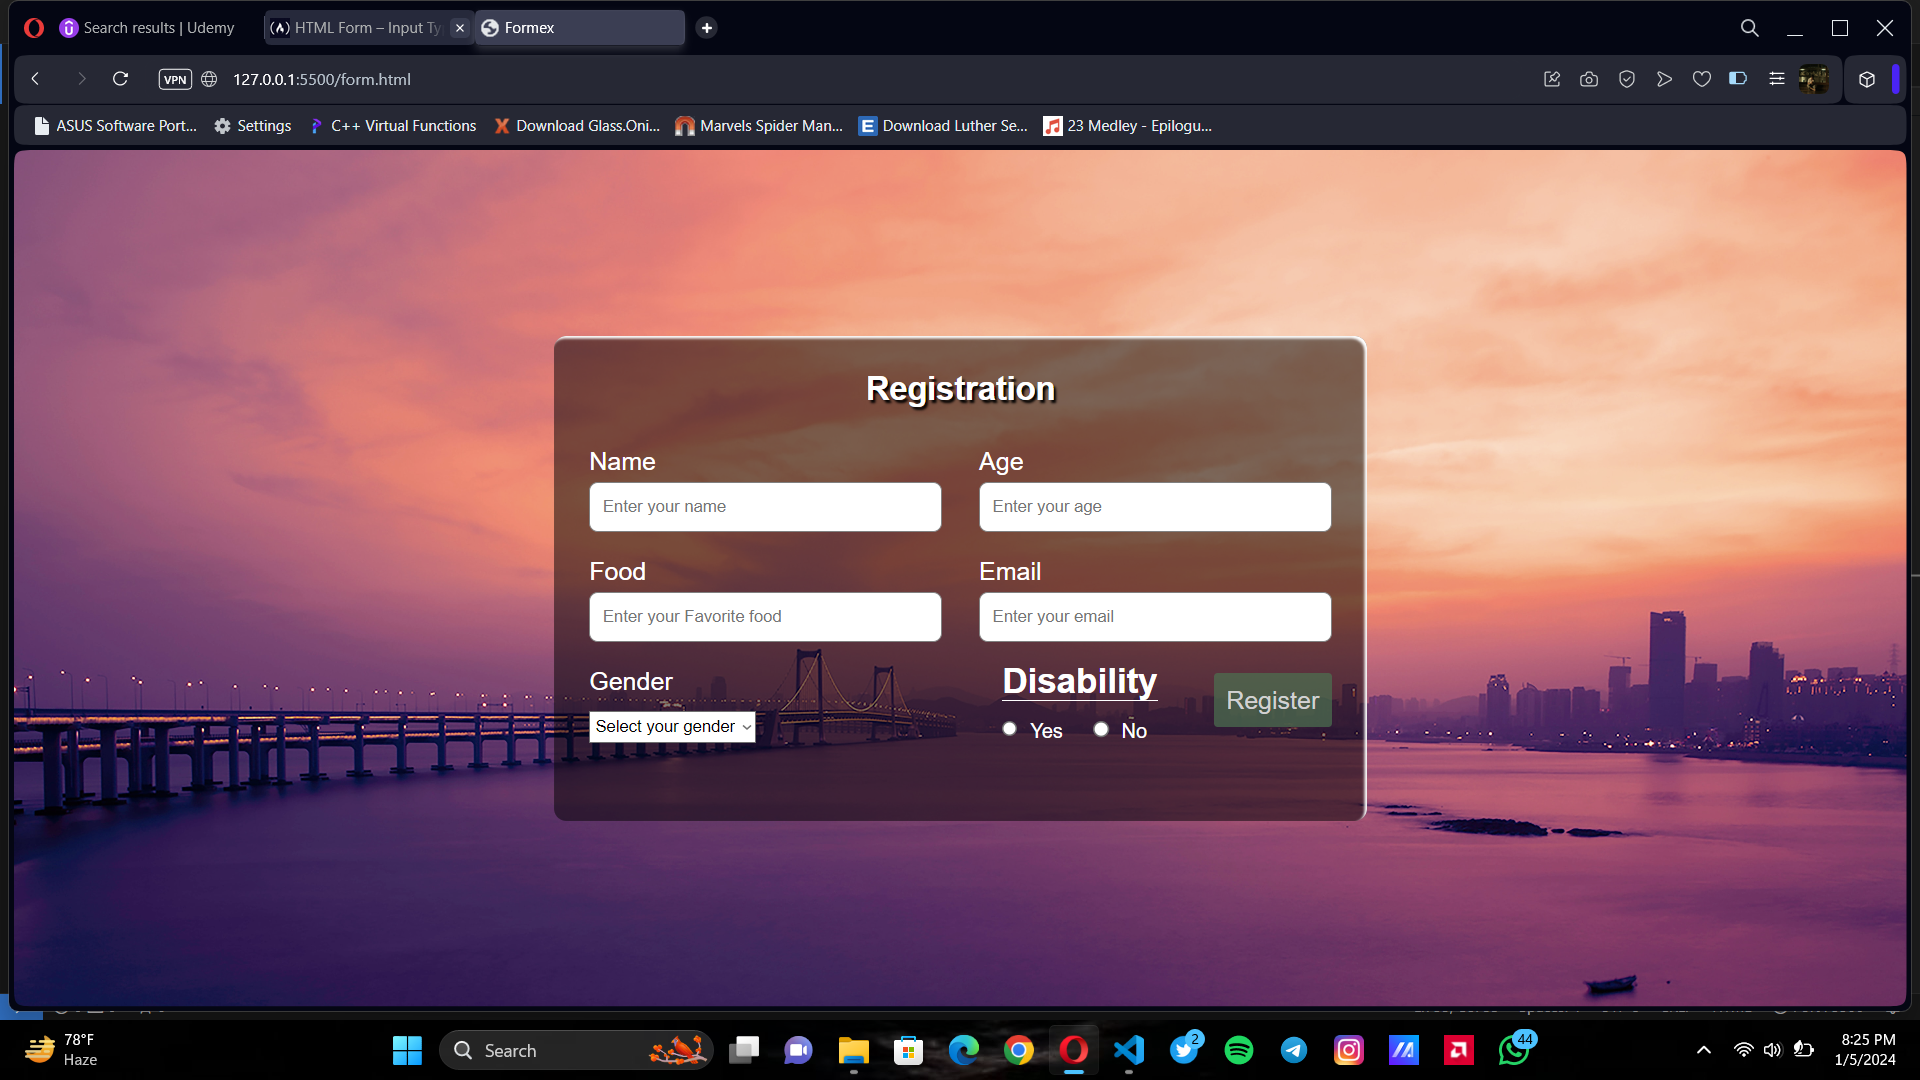 Search results | Udemy
HTML Form – Input Ty
Formex
VPN
127.0.0.1:5500/form.html
ASUS Software Port...
Settings
C++ Virtual Functions
Download Glass.Oni...
Marvels Spider Man...
Download Luther Se...
23 Medley - Epilogu...
Registration
Name
Age
Enter your name
Enter your age
Food
Email
Enter your Favorite food
Enter your email
Gender
Disability
Register
Select your gender
Yes
No
78°F
Haze
Search
2
44
8:25 PM
1/5/2024